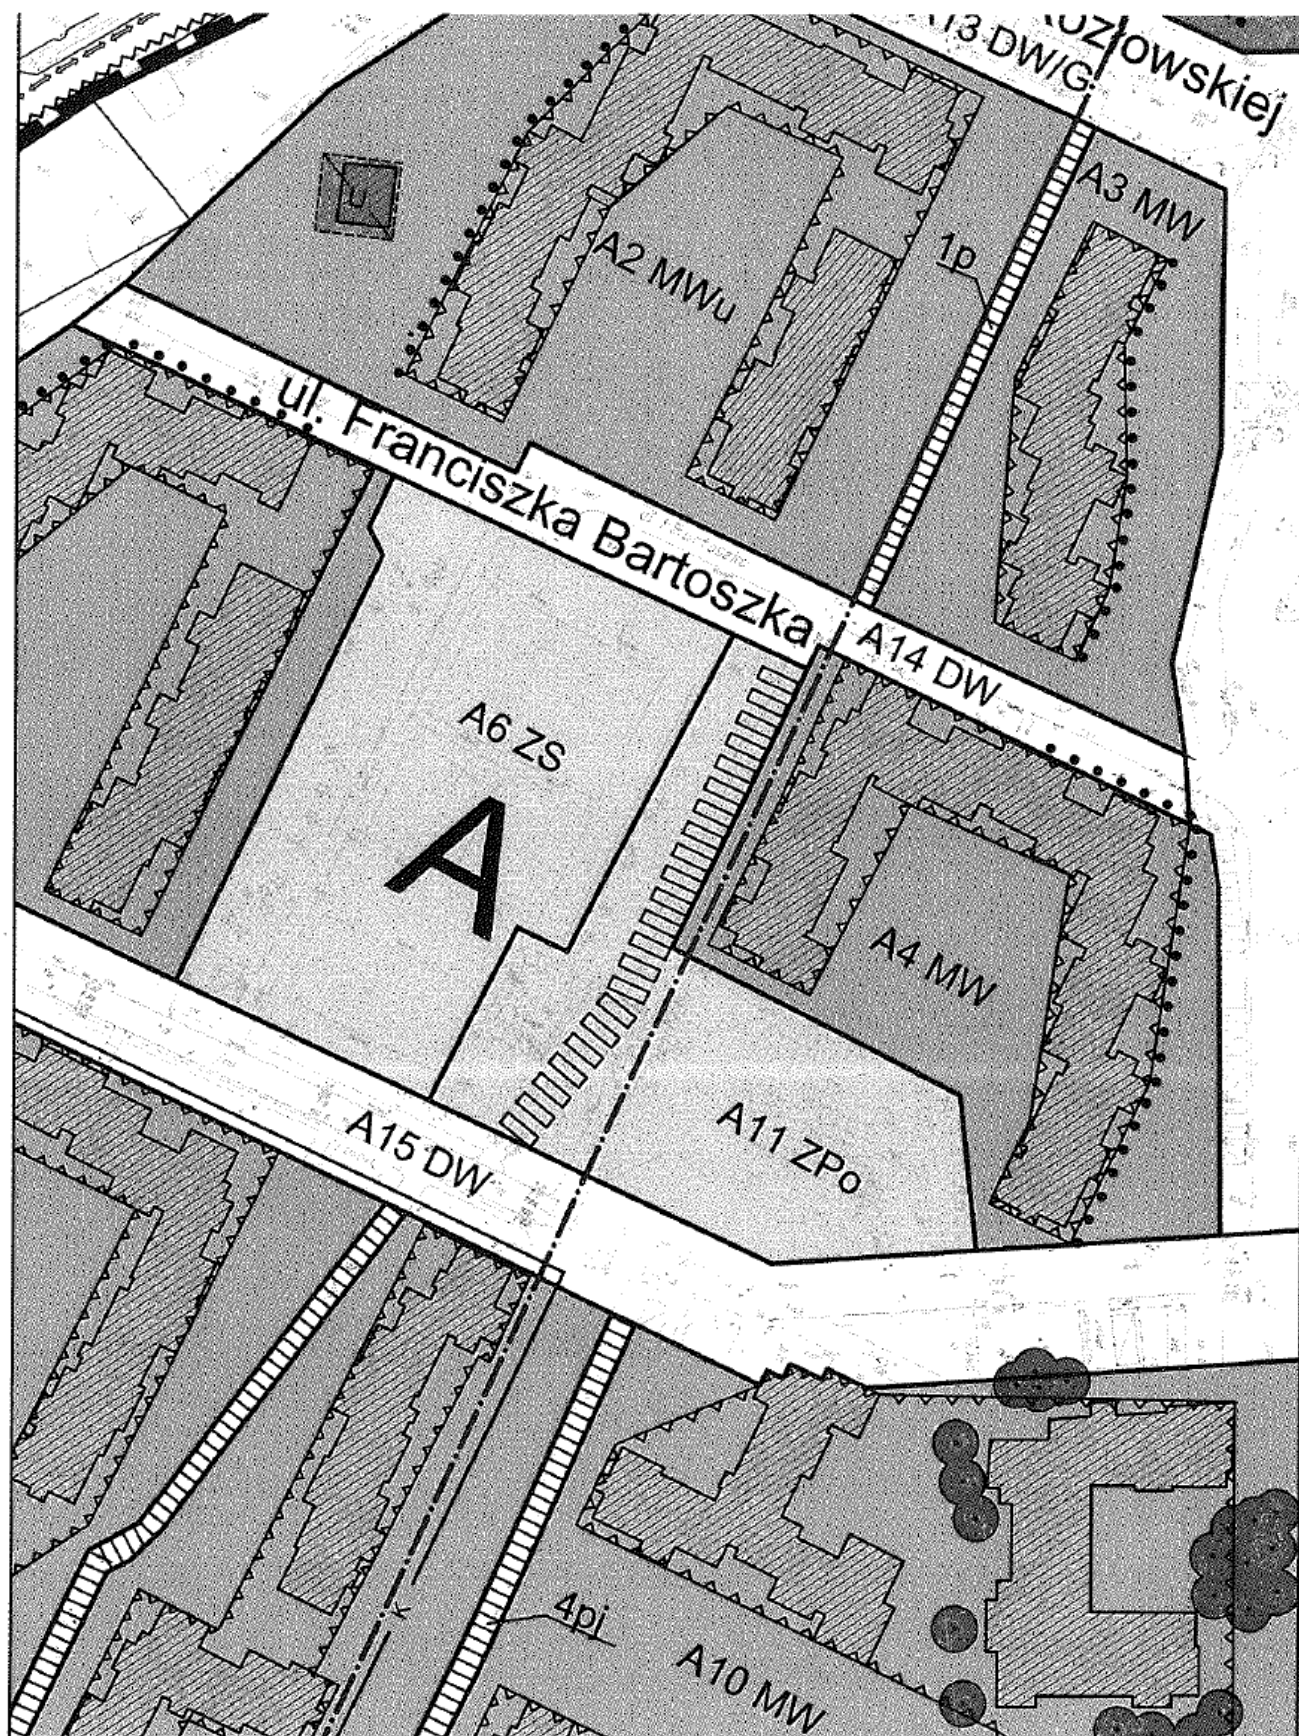 A13 DW/G
ozłowskiej
A3 MW
U
1p
A2 MWu
ul. Franciszka Bartoszka
A14 DW
A6 ZS
A
A4 MW
A11 ZPo
A15 DW
K
4pj
A10 MW